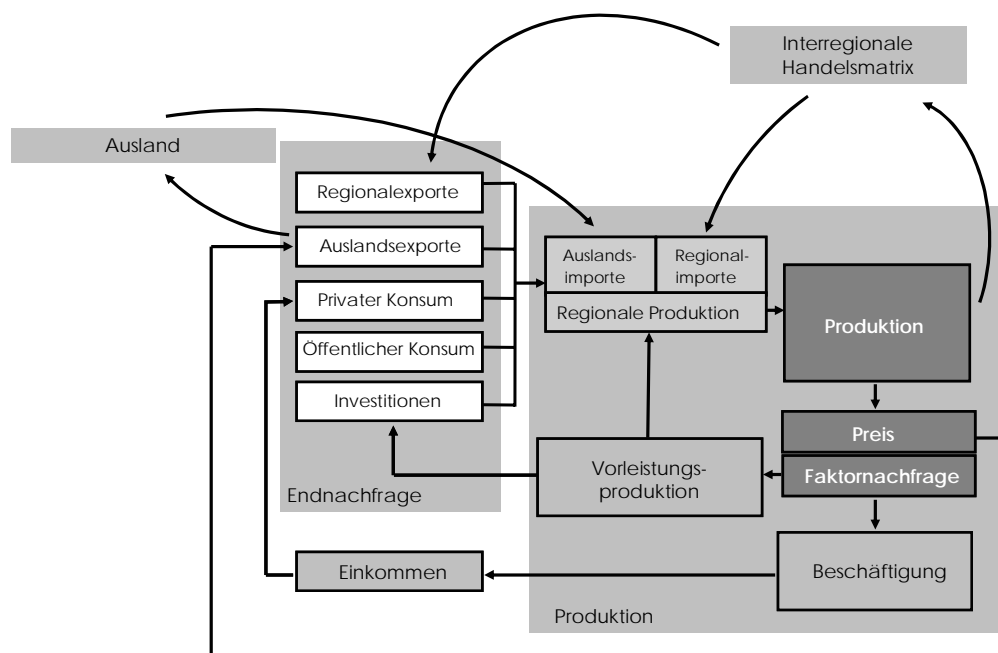 Interregionale
Handelsmatrix
Ausland
Regionalexporte
Auslandsexporte
Privater Konsum
Öffentlicher Konsum
Investitionen
Endnachfrage
Auslands-
importe
Regional-
importe
Regionale Produktion
Produktion
Preis
Faktornachfrage
Vorleistungs-
produktion
Beschäftigung
Einkommen
Produktion